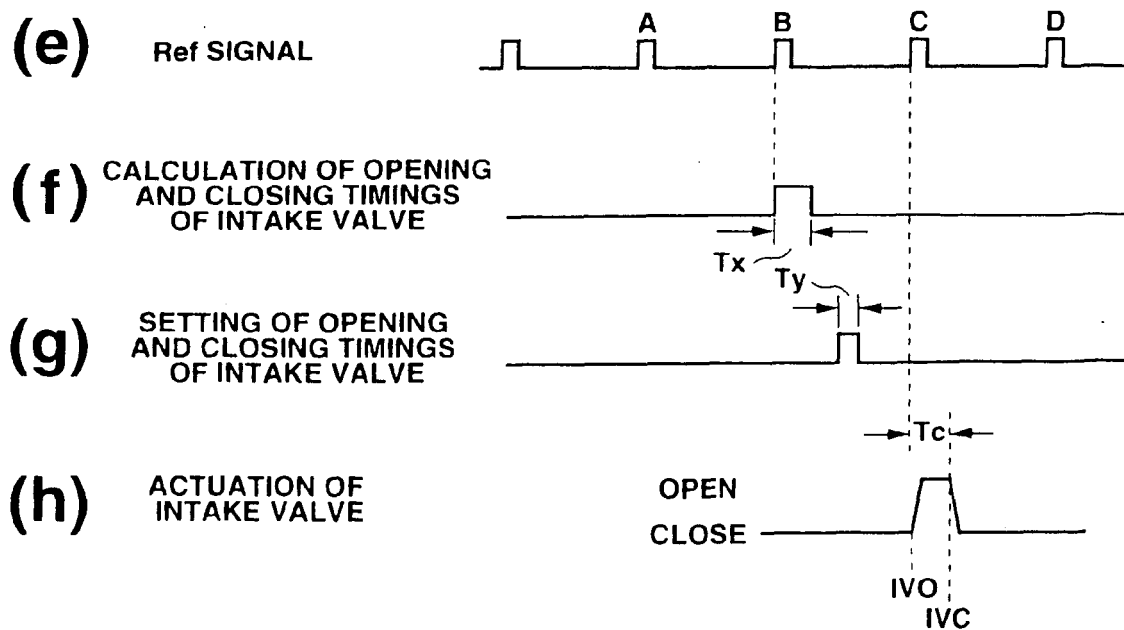 A B C D
(e) Ref SIGNAL
(f) CALCULATION OF OPENING
AND CLOSING TIMINGS
OF INTAKE VALVE
Tx
Ty
(g) SETTING OF OPENING
AND CLOSING TIMINGS
OF INTAKE VALVE
Tc
(h) ACTUATION OF
INTAKE VALVE
OPEN
CLOSE
IVO
IVC